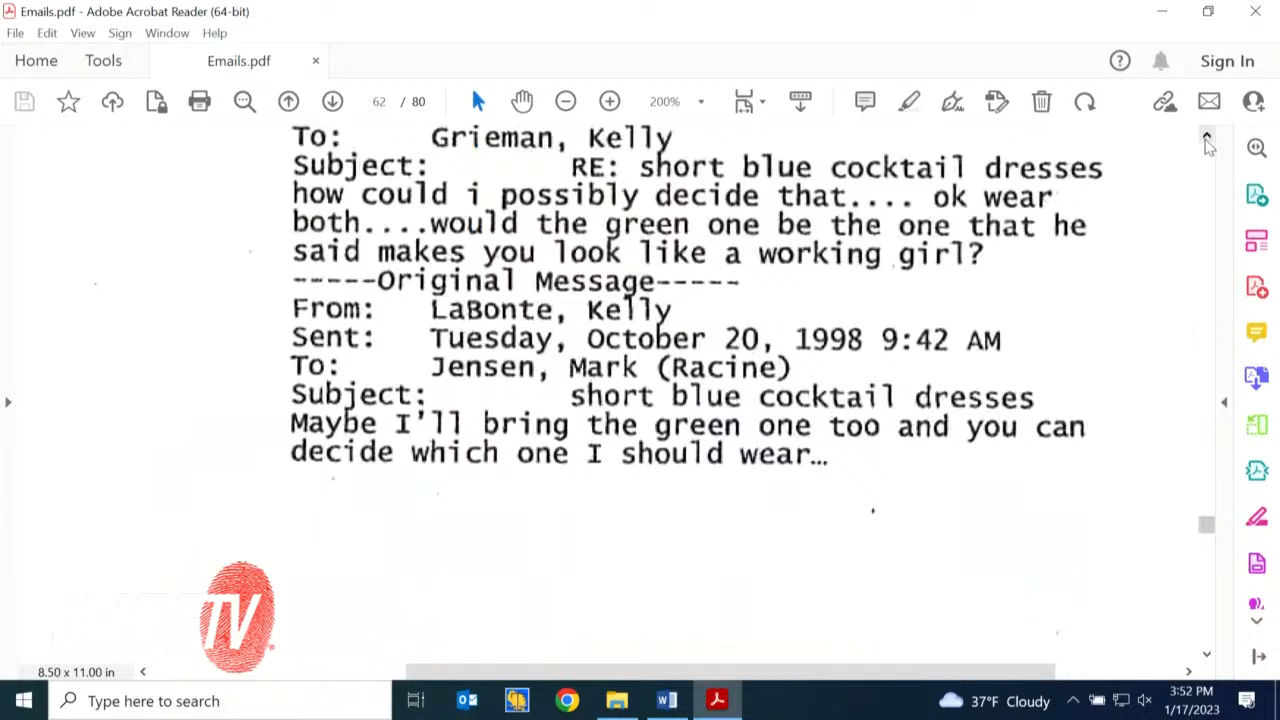 Emails.pdf - Adobe Acrobat Reader (64-bit)
File Edit View Sign Window Help
Home Tools Emails.pdf × ? Sign In
62 / 80 200%
To: Grieman, Kelly
Subject: RE: short blue cocktail dresses
how could i possibly decide that.... ok wear
both....would the green one be the one that he
said makes you look like a working girl?
-----Original Message-----
From: LaBonte, Kelly
Sent: Tuesday, October 20, 1998 9:42 AM
To: Jensen, Mark (Racine)
Subject: short blue cocktail dresses
Maybe I'll bring the green one too and you can
decide which one I should wear…
TV
8.50 x 11.00 in
Type here to search
37°F Cloudy
3:52 PM
1/17/2023